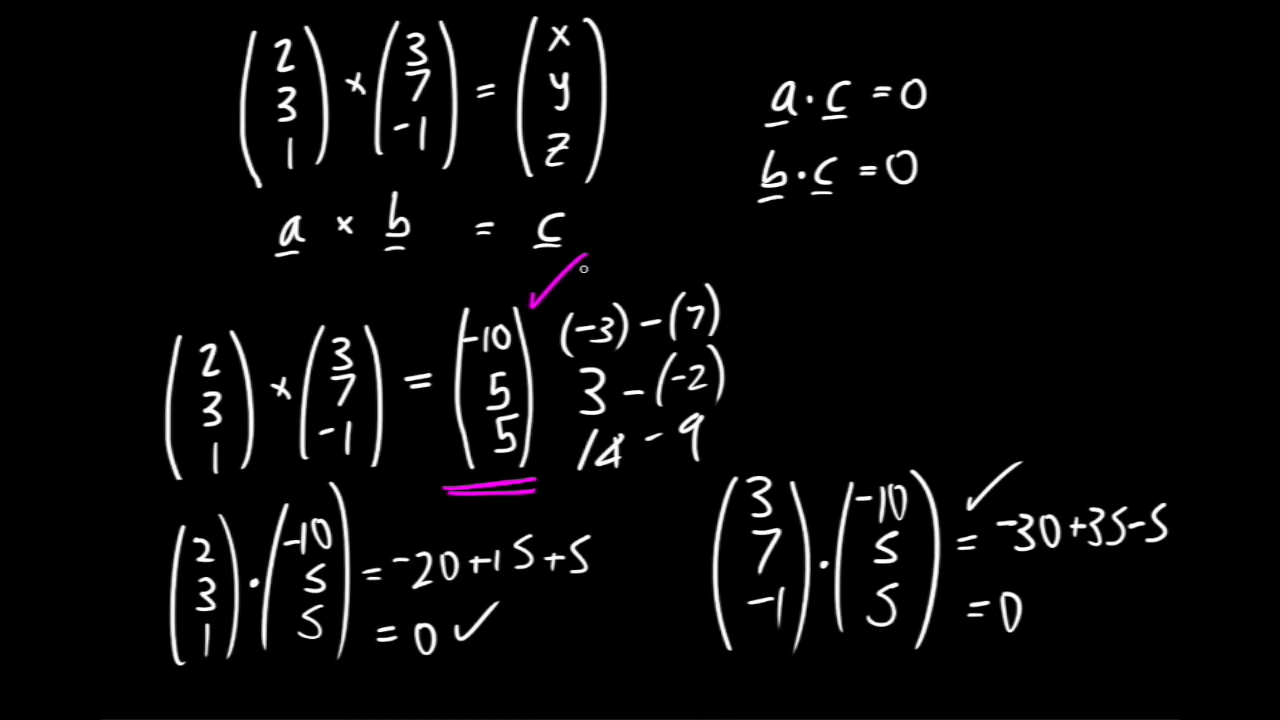 (2 3 1) × (3 7 -1) = (x y z)
a × b = c
a · c = 0
b · c = 0
(2 3 1) × (3 7 -1) = (-10 5 5)
(-3) - (7)
3 - (-2)
14 - 9
(2 3 1) · (-10 5 5) = -20+15+5
= 0 ✓
(3 7 -1) · (-10 5 5) = -30+35-5
= 0